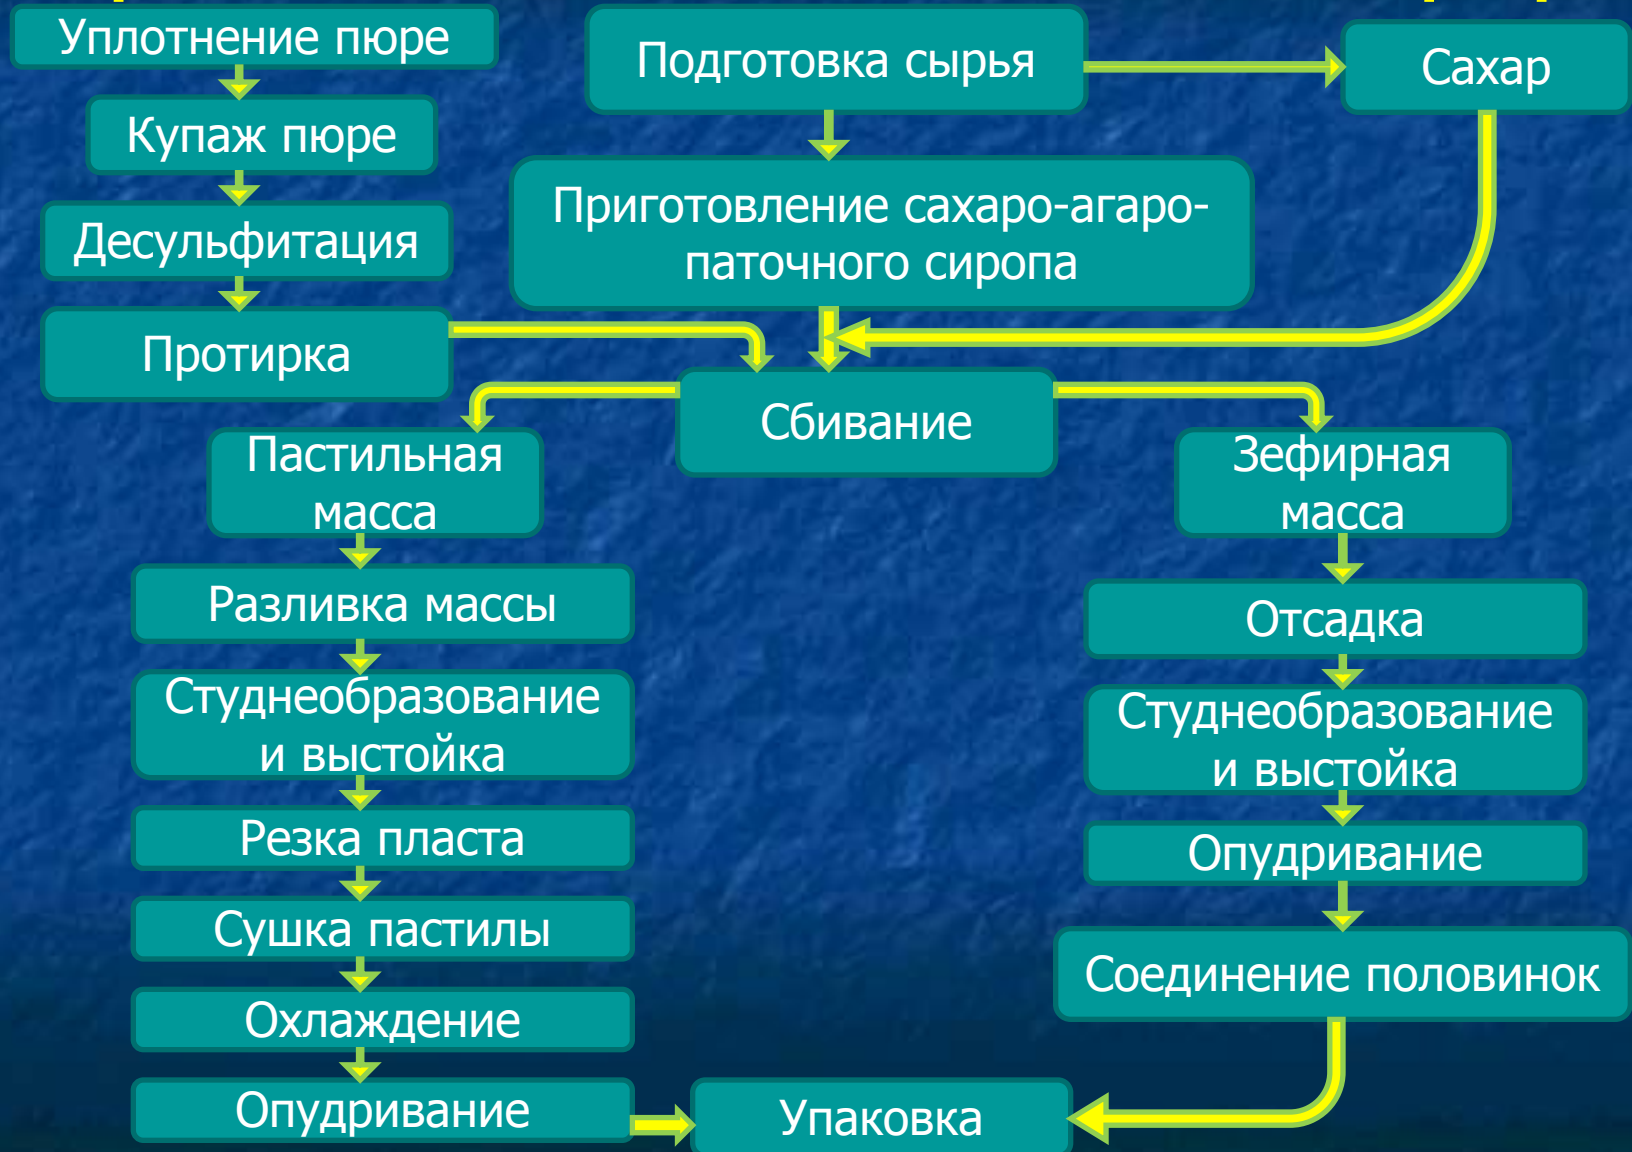 Уплотнение пюре
Подготовка сырья
Сахар
Купаж пюре
Десульфитация
Протирка
Приготовление сахаро-агаро-
паточного сиропа
Сбивание
Пастильная
масса
Разливка массы
Студнеобразование
и выстойка
Резка пласта
Сушка пастилы
Охлаждение
Опудривание
Зефирная
масса
Отсадка
Студнеобразование
и выстойка
Опудривание
Соединение половинок
Упаковка